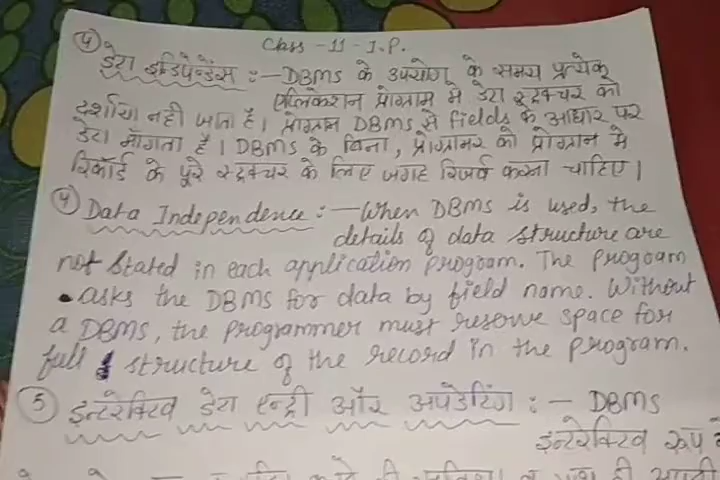 Class - 11 - I.P.
④ डेटा इन्डिपेन्डेंस :— DBMS के उपयोग के समय प्रत्येक
एप्लिकेशन प्रोग्राम में डेटा स्ट्रक्चर को
दर्शाया नही जाता है। प्रोग्राम DBMS से fields के आधार पर
डेटा माँगता है। DBMS के बिना, प्रोग्रामर को प्रोग्राम मे
रिकॉर्ड के पूरे स्ट्रक्चर के लिए जगह रिजर्व करना चाहिए।
④ Data Independence :— When DBMS is used, the
details of data structure are
not stated in each application program. The program
asks the DBMS for data by field name. Without
a DBMS, the programmer must reserve space for
full structure of the record in the program.
⑤ इन्टरेक्टिव डेटा एन्ट्री और अपडेटिंग :— DBMS
इन्टरेक्टिव रूप